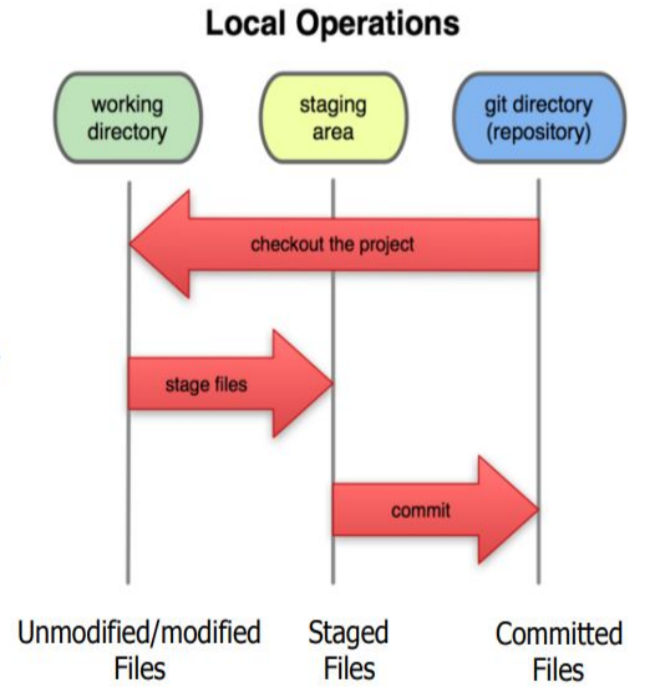 Local Operations
working
directory
staging
area
git directory
(repository)
checkout the project
stage files
commit
Unmodified/modified
Files
Staged
Files
Committed
Files